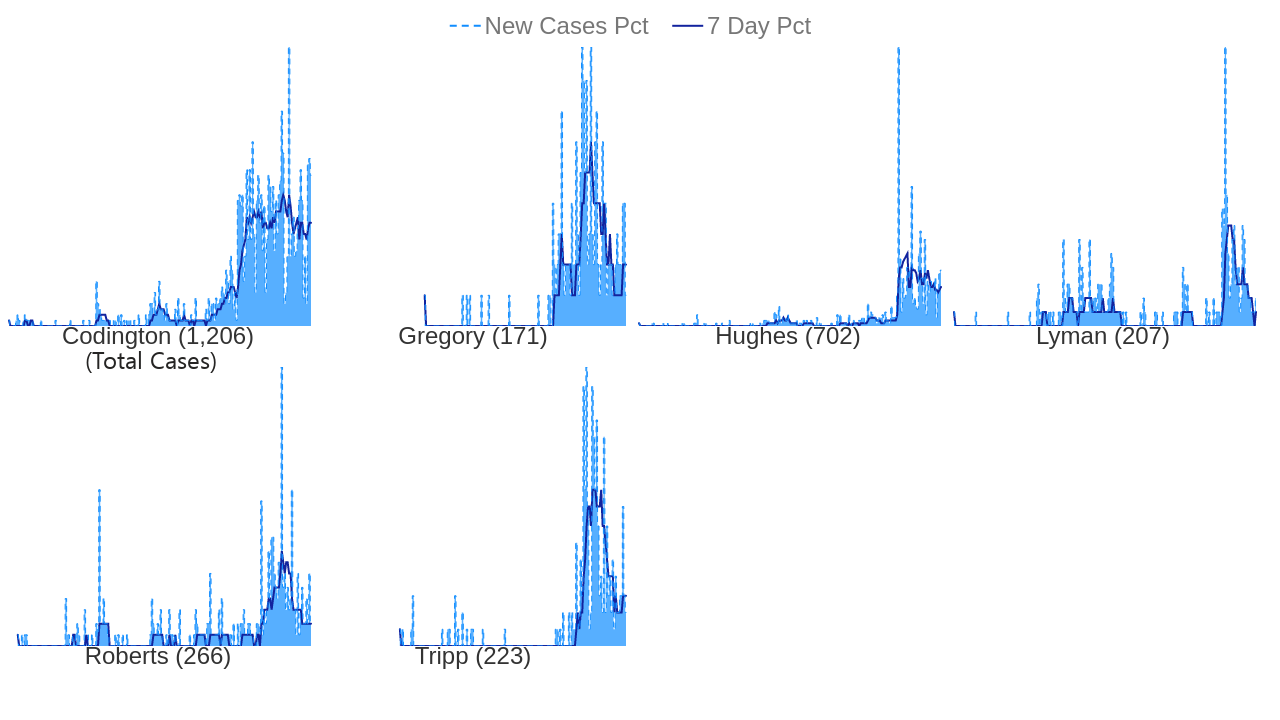 New Cases Pct 7 Day Pct
Codington (1,206) Gregory (171) Hughes (702) Lyman (207)
(Total Cases)
Roberts (266) Tripp (223)